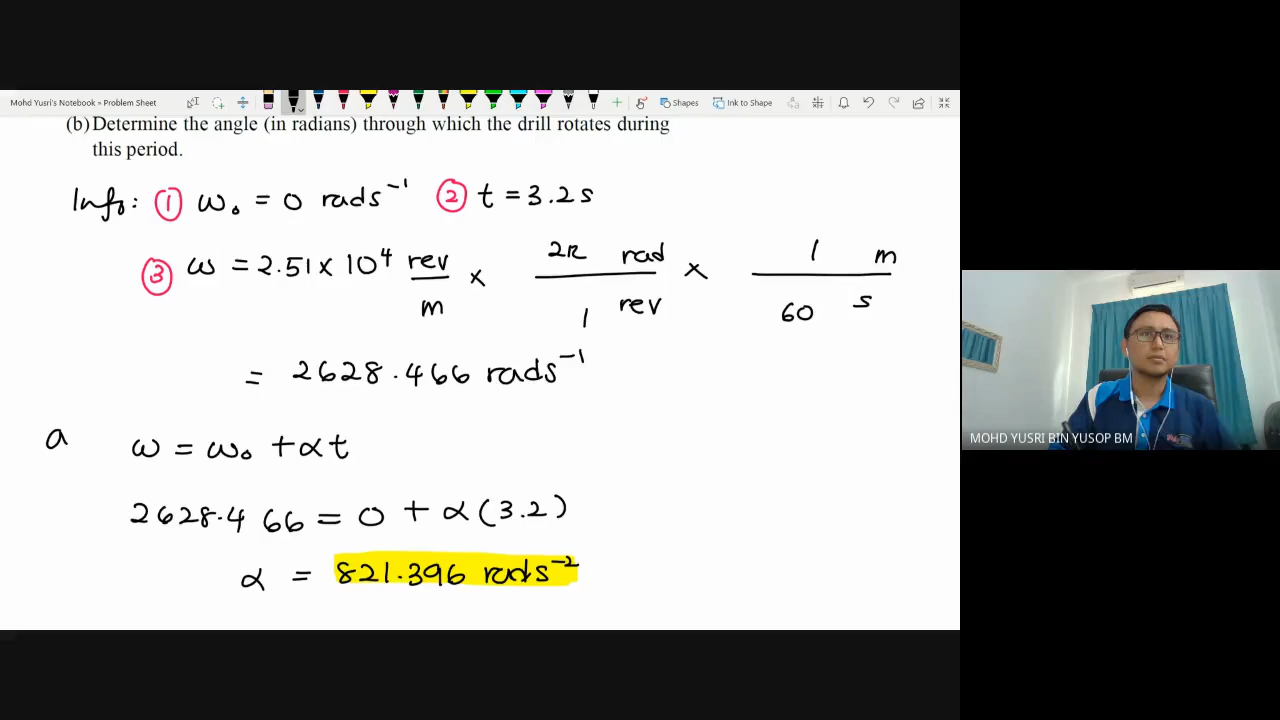 Mohd Yusri's Notebook » Problem Sheet
Shapes
Ink to Shape
(b) Determine the angle (in radians) through which the drill rotates during
this period.
Info: ① ω₀ = 0 rads⁻¹ ② t = 3.2 s
③ ω = 2.51 x 10⁴ rev/m x 2π rad/1 rev x 1 m/60 s
= 2628.466 rads⁻¹
a ω = ω₀ + αt
2628.466 = 0 + α(3.2)
α = 821.396 rads⁻²
MOHD YUSRI BIN YUSOP BM